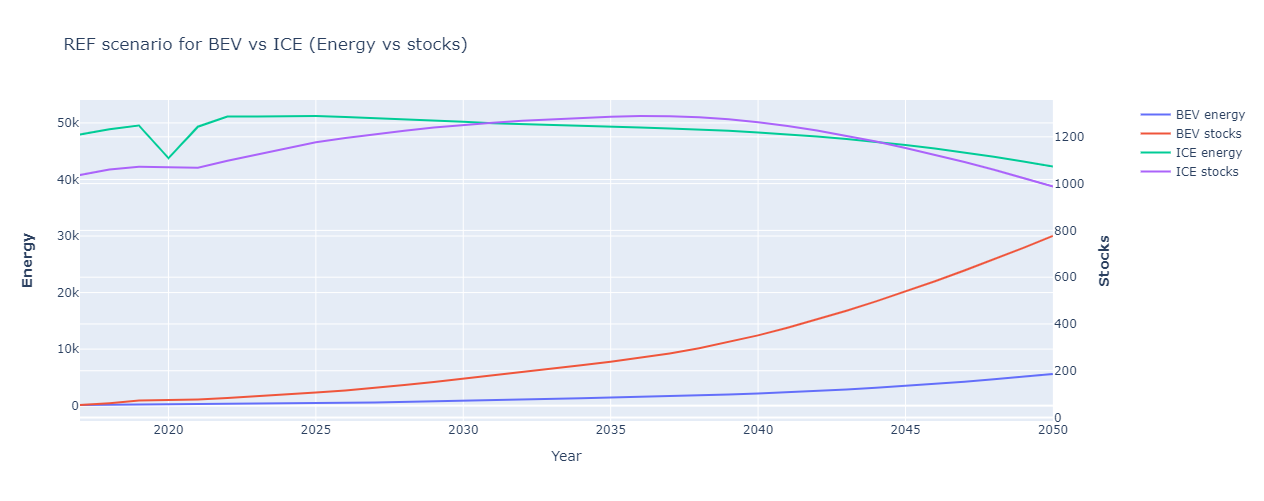 REF scenario for BEV vs ICE (Energy vs stocks)
BEV energy
BEV stocks
ICE energy
ICE stocks
50k
40k
30k
20k
10k
0
Energy
1200
1000
800
600
400
200
0
Stocks
2020
2025
2030
2035
2040
2045
2050
Year